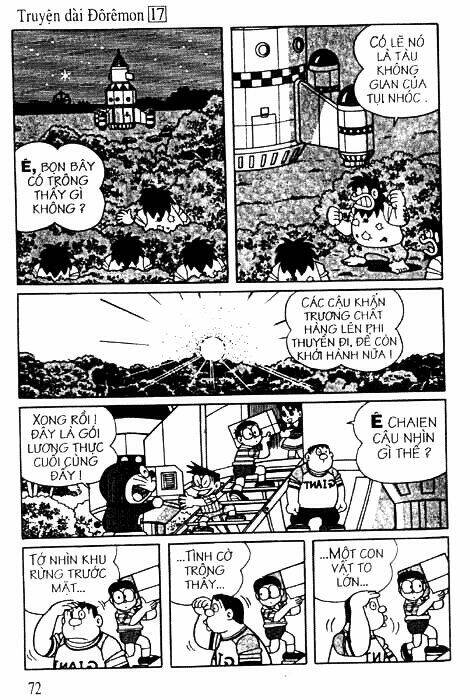 Truyện dài Đôrêmon 17
Ê, BỌN BÂY
CÓ TRÔNG
THẤY GÌ
KHÔNG ?
CÓ LẼ NÓ
LÀ TÀU
KHÔNG
GIAN CỦA
TỤI NHÓC .
CÁC CẬU KHẨN
TRƯƠNG CHẤT
HÀNG LÊN PHI
THUYỀN ĐI, ĐỂ CÒN
KHỞI HÀNH NỮA !
XONG RỒI !
ĐÂY LÀ GÓI
LƯƠNG THỰC
CUỐI CÙNG
ĐẤY !
Ê CHAIEN
CẬU NHÌN
GÌ THẾ ?
GIANT
TỚ NHÌN KHU
RỪNG TRƯỚC
MẶT...
...TÌNH CỜ
TRÔNG
THẤY...
...MỘT CON
VẬT TO
LỚN...
GIANT
72